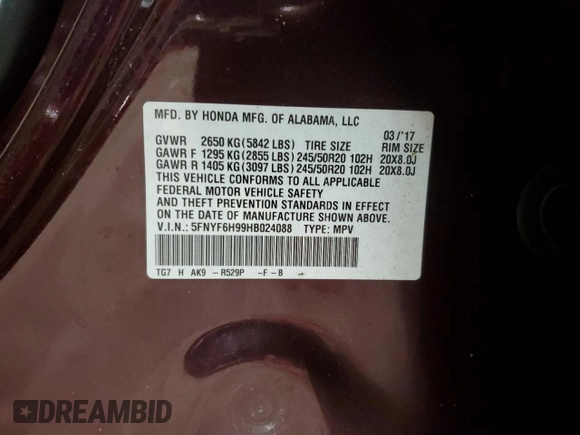 MFD. BY HONDA MFG. OF ALABAMA, LLC
03/'17
GVWR 2650 KG (5842 LBS) TIRE SIZE RIM SIZE
GAWR F 1295 KG (2855 LBS) 245/50R20 102H 20X8.0J
GAWR R 1405 KG (3097 LBS) 245/50R20 102H 20X8.0J
THIS VEHICLE CONFORMS TO ALL APPLICABLE
FEDERAL MOTOR VEHICLE SAFETY
AND THEFT PREVENTION STANDARDS IN EFFECT
ON THE DATE OF MANUFACTURE SHOWN ABOVE.
V.I.N.: 5FNYF6H99HB024088 TYPE: MPV
TG7 H AK9 -R529P -F-B
DREAMBID